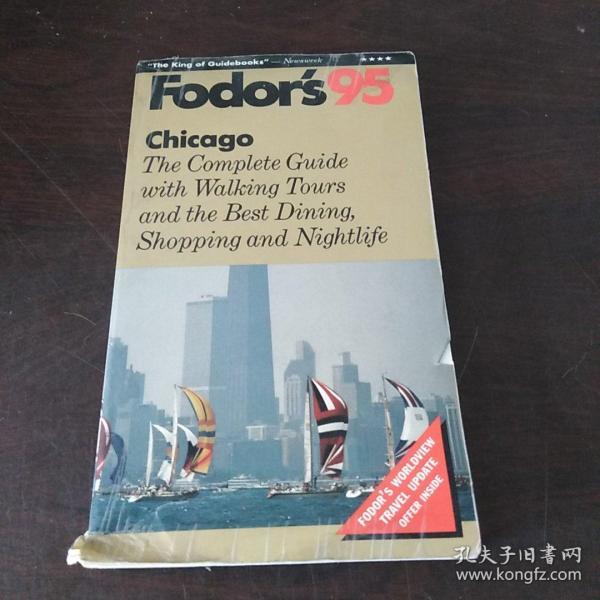 "The King of Guidebooks" — Newsweek ★★★★
Fodor's 95
Chicago
The Complete Guide
with Walking Tours
and the Best Dining,
Shopping and Nightlife
FODOR'S WORLDVIEW
TRAVEL UPDATE
OFFER INSIDE
孔夫子旧书网
www.kongfz.com